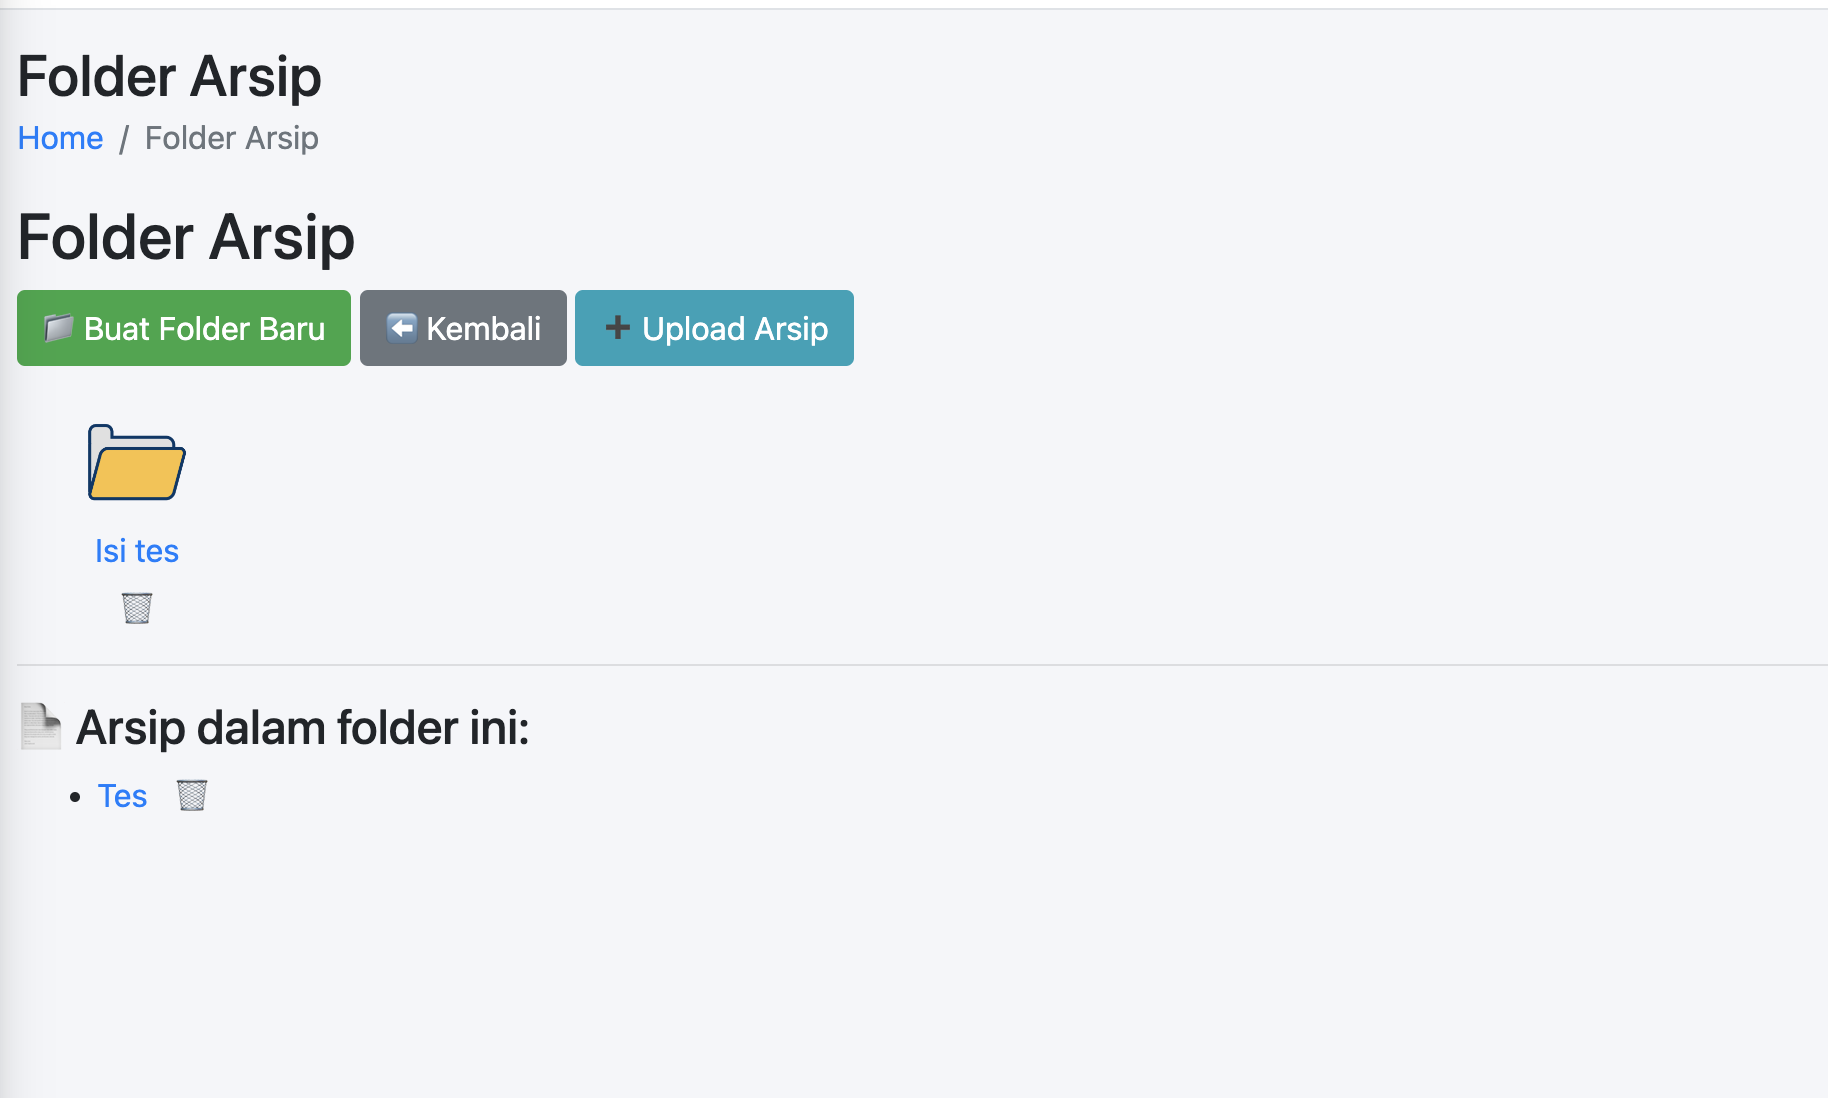 Folder Arsip
Home / Folder Arsip
Folder Arsip
Buat Folder Baru Kembali Upload Arsip
Isi tes
Arsip dalam folder ini:
• Tes